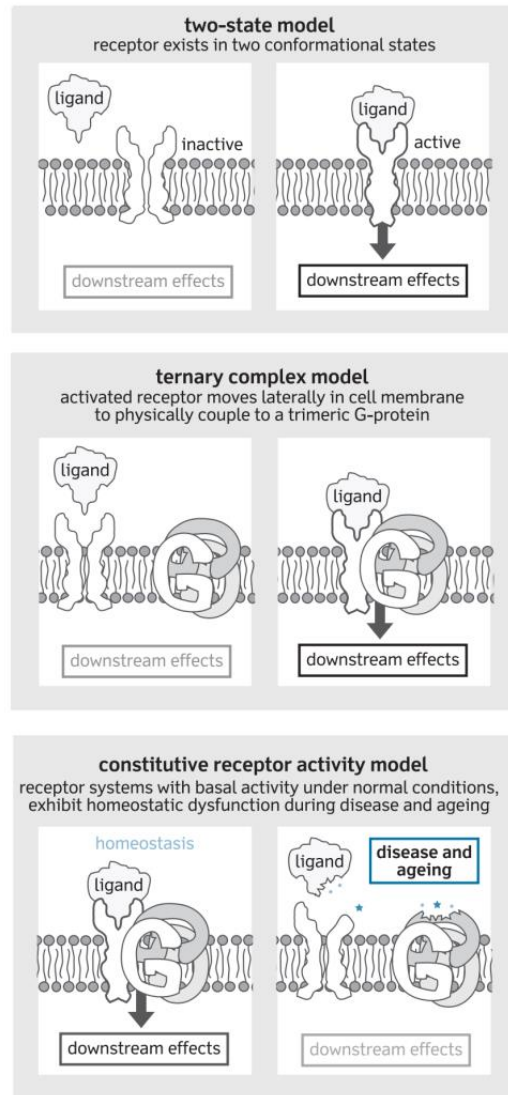 two-state model
receptor exists in two conformational states
ligand
inactive
downstream effects
ligand
active
downstream effects
ternary complex model
activated receptor moves laterally in cell membrane
to physically couple to a trimeric G-protein
ligand
G
downstream effects
ligand
G
downstream effects
constitutive receptor activity model
receptor systems with basal activity under normal conditions,
exhibit homeostatic dysfunction during disease and ageing
homeostasis
ligand
G
downstream effects
ligand
disease and
ageing
G
downstream effects